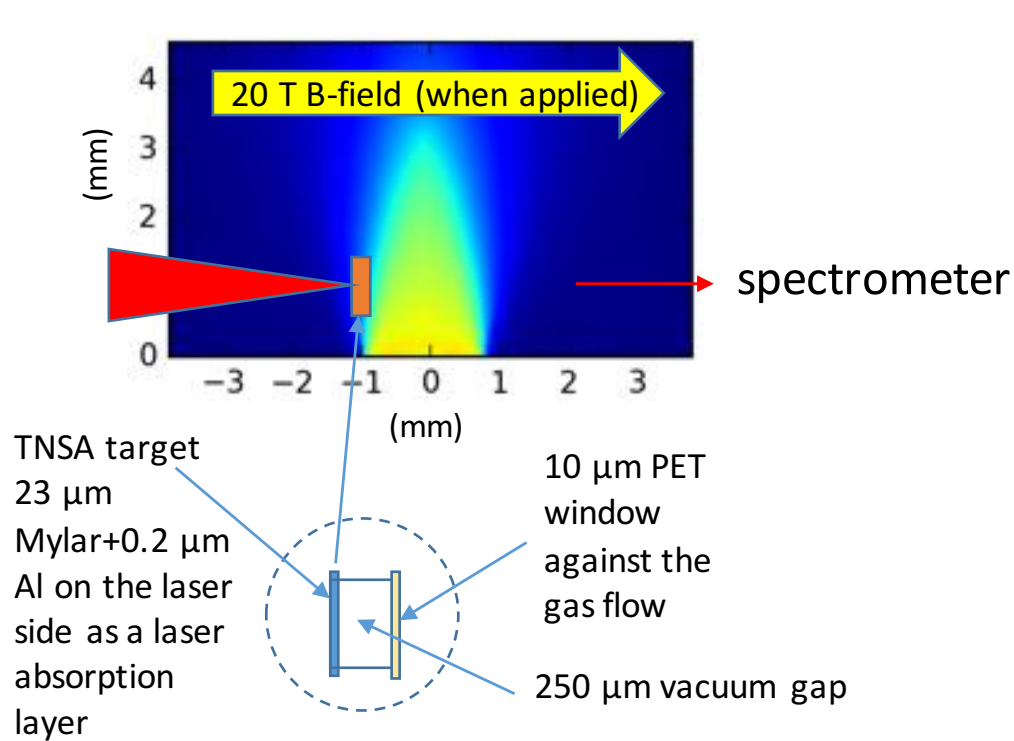 20 T B-field (when applied)
4
3
2
0
(mm)
spectrometer
−3 −2 −1 0 1 2 3
(mm)
TNSA target
23 μm
Mylar+0.2 μm
Al on the laser
side as a laser
absorption
layer
10 μm PET
window
against the
gas flow
250 μm vacuum gap